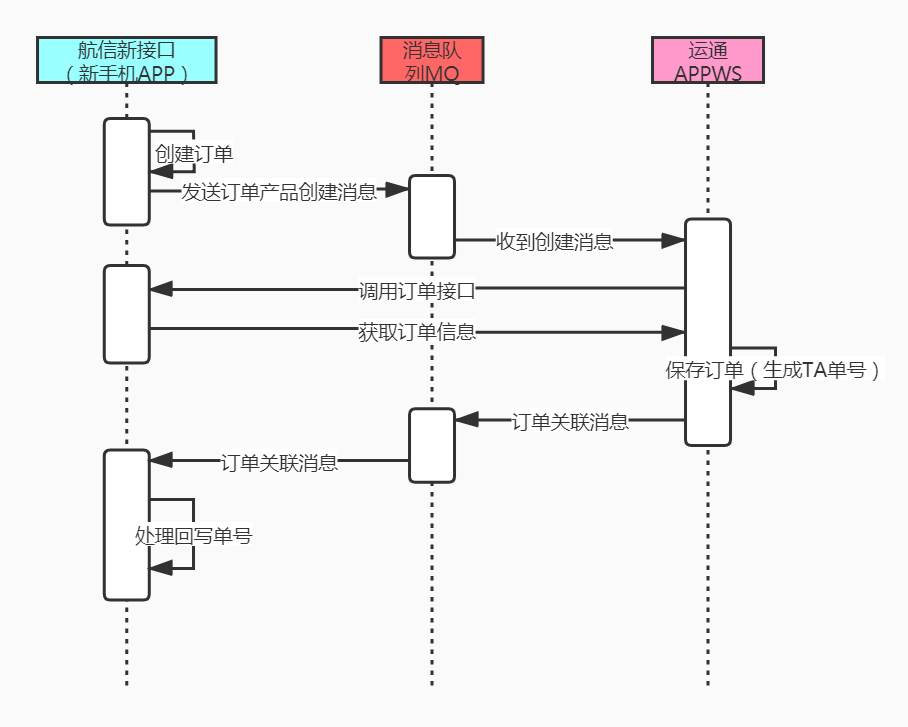 航信新接口
（新手机APP）
消息队
列MQ
运通
APPWS
创建订单
发送订单产品创建消息
收到创建消息
调用订单接口
获取订单信息
保存订单（生成TA单号）
订单关联消息
订单关联消息
处理回写单号